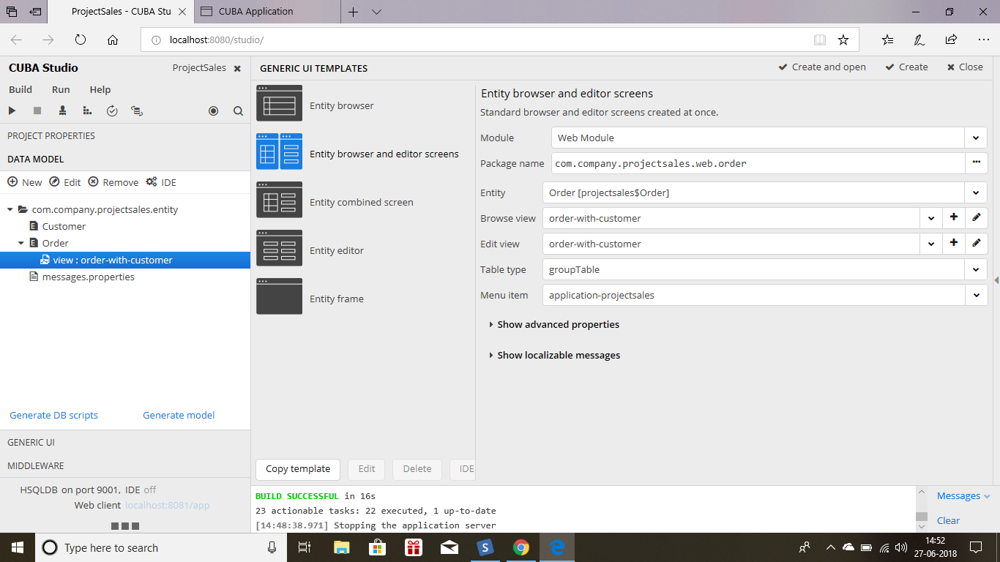 ProjectSales - CUBA Stu
CUBA Application
localhost:8080/studio/
CUBA Studio
ProjectSales
Build Run Help
PROJECT PROPERTIES
DATA MODEL
New Edit Remove IDE
com.company.projectsales.entity
Customer
Order
view : order-with-customer
messages.properties
Generate DB scripts
Generate model
GENERIC UI
MIDDLEWARE
HSQLDB on port 9001, IDE off
Web client localhost:8081/app
GENERIC UI TEMPLATES
Create and open
Create
Close
Entity browser
Entity browser and editor screens
Entity combined screen
Entity editor
Entity frame
Copy template
Edit
Delete
IDE
Entity browser and editor screens
Standard browser and editor screens created at once.
Module Web Module
Package name com.company.projectsales.web.order
Entity Order [projectsales$Order]
Browse view order-with-customer
Edit view order-with-customer
Table type groupTable
Menu item application-projectsales
Show advanced properties
Show localizable messages
BUILD SUCCESSFUL in 16s
23 actionable tasks: 22 executed, 1 up-to-date
[14:48:38.971] Stopping the application server
Messages
Clear
Type here to search
14:52
27-06-2018